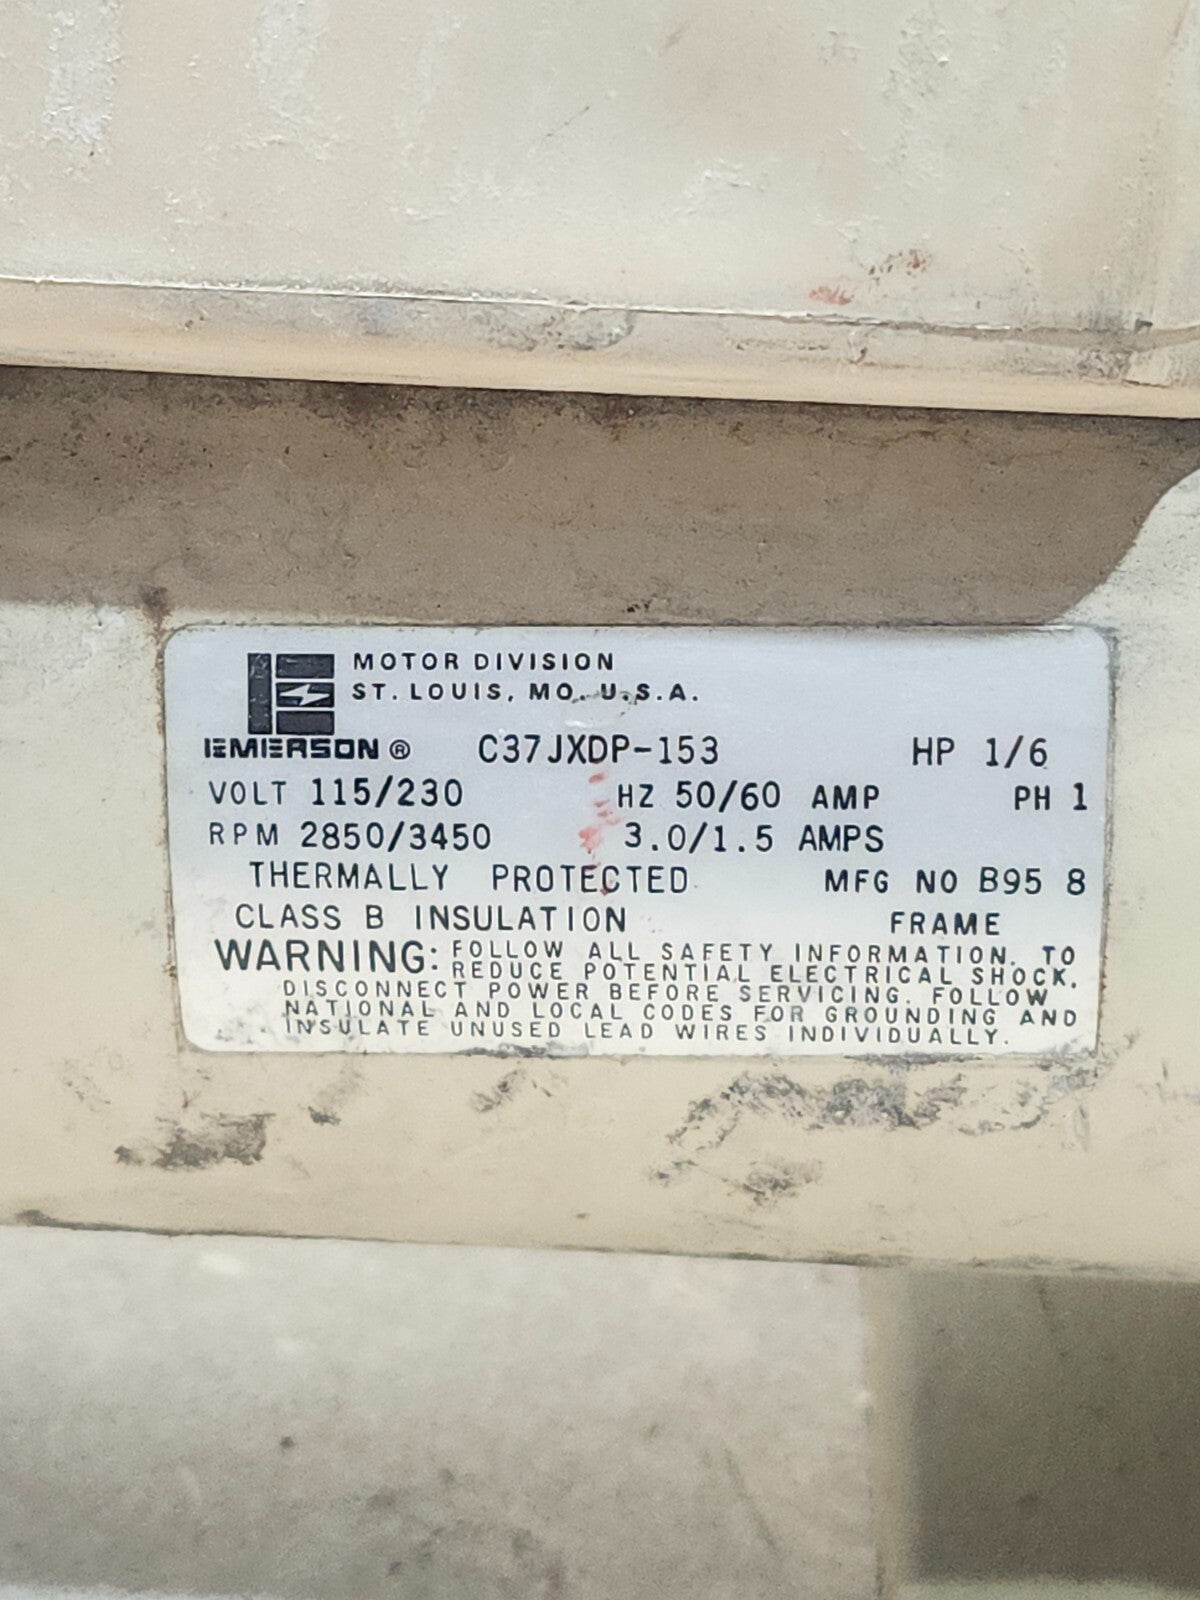 MOTOR DIVISION
ST. LOUIS, MO. U.S.A.
EMERSON ® C37JXDP-153 HP 1/6
VOLT 115/230 HZ 50/60 AMP PH 1
RPM 2850/3450 3.0/1.5 AMPS
THERMALLY PROTECTED MFG NO B95 8
CLASS B INSULATION FRAME
WARNING: FOLLOW ALL SAFETY INFORMATION. TO
REDUCE POTENTIAL ELECTRICAL SHOCK,
DISCONNECT POWER BEFORE SERVICING. FOLLOW
NATIONAL AND LOCAL CODES FOR GROUNDING AND
INSULATE UNUSED LEAD WIRES INDIVIDUALLY.